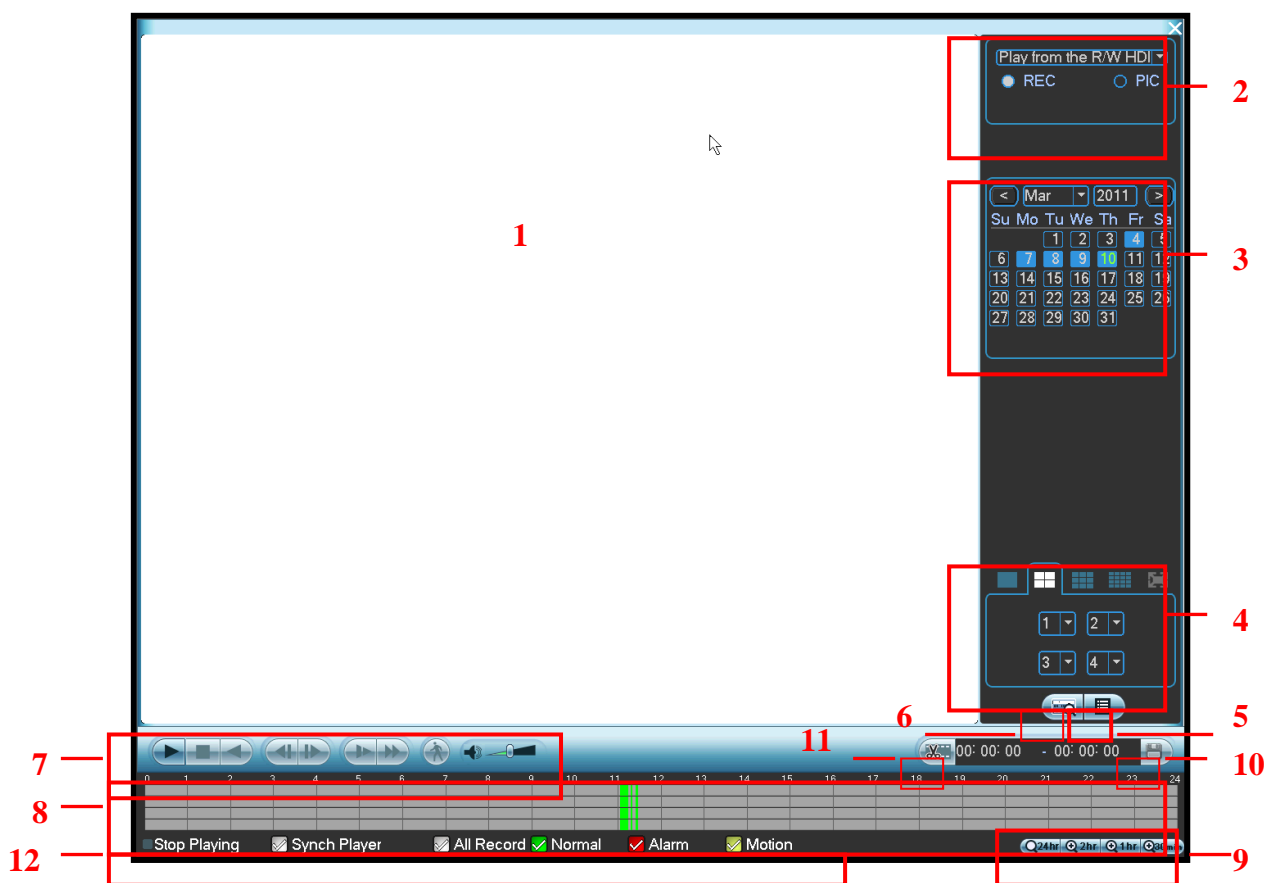 Play from the R/W HDI
REC PIC
2
< Mar 2011 >
Su Mo Tu We Th Fr Sa
1 2 3 4 5
6 7 8 9 10 11 12
13 14 15 16 17 18 19
20 21 22 23 24 25 26
27 28 29 30 31
1
3
1 2
3 4
4
6
5
7
11
00: 00: 00 - 00: 00: 00
10
0 1 2 3 4 5 6 7 8 9 10 11 12 13 14 15 16 17 18 19 20 21 22 23 24
8
Stop Playing Synch Player All Record Normal Alarm Motion
24hr 2hr 1hr 30min
9
12